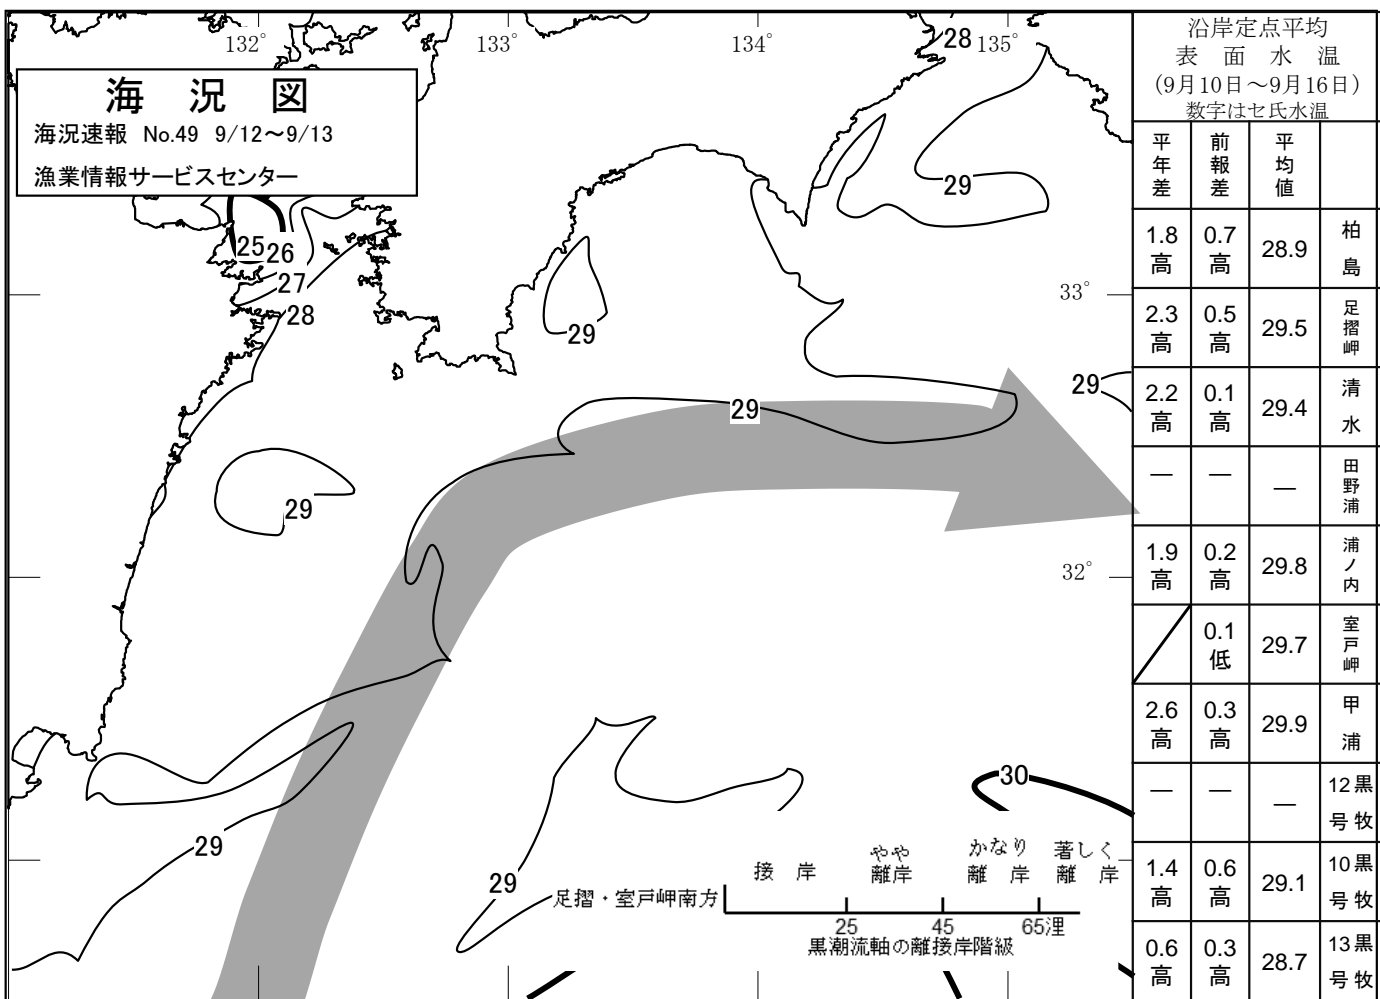 海 況 図
海況速報 No.49 9/12～9/13
漁業情報サービスセンター
132°
133°
134°
135°
28
29
25
26
27
28
29
33°
29
29
29
32°
30
29
29
接 岸
やや
離岸
かなり
離 岸
著しく
離 岸
足摺・室戸岬南方
25 45 65浬
黒潮流軸の離接岸階級
沿岸定点平均
表 面 水 温
(9月10日～9月16日)
数字はセ氏水温
平年差 前報差 平均値
1.8高 0.7高 28.9 柏島
2.3高 0.5高 29.5 足摺岬
2.2高 0.1高 29.4 清水
― ― ― 田野浦
1.9高 0.2高 29.8 浦ノ内
0.1低 29.7 室戸岬
2.6高 0.3高 29.9 甲浦
― ― ― 黒牧12号
1.4高 0.6高 29.1 黒牧10号
0.6高 0.3高 28.7 黒牧13号